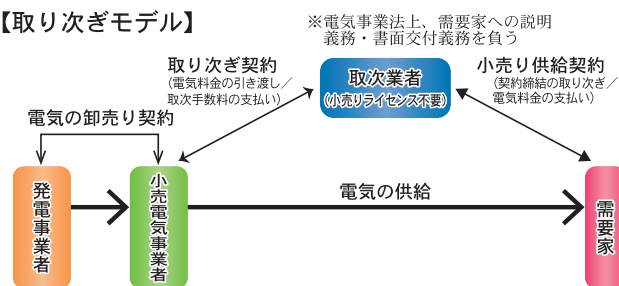 【取り次ぎモデル】
※電気事業法上、需要家への説明
義務・書面交付義務を負う
取り次ぎ契約
（電気料金の引き渡し／
取次手数料の支払い）
取次業者
（小売りライセンス不要）
小売り供給契約
（契約締結の取り次ぎ／
電気料金の支払い）
電気の卸売り契約
発電事業者
小売電気事業者
電気の供給
需要家